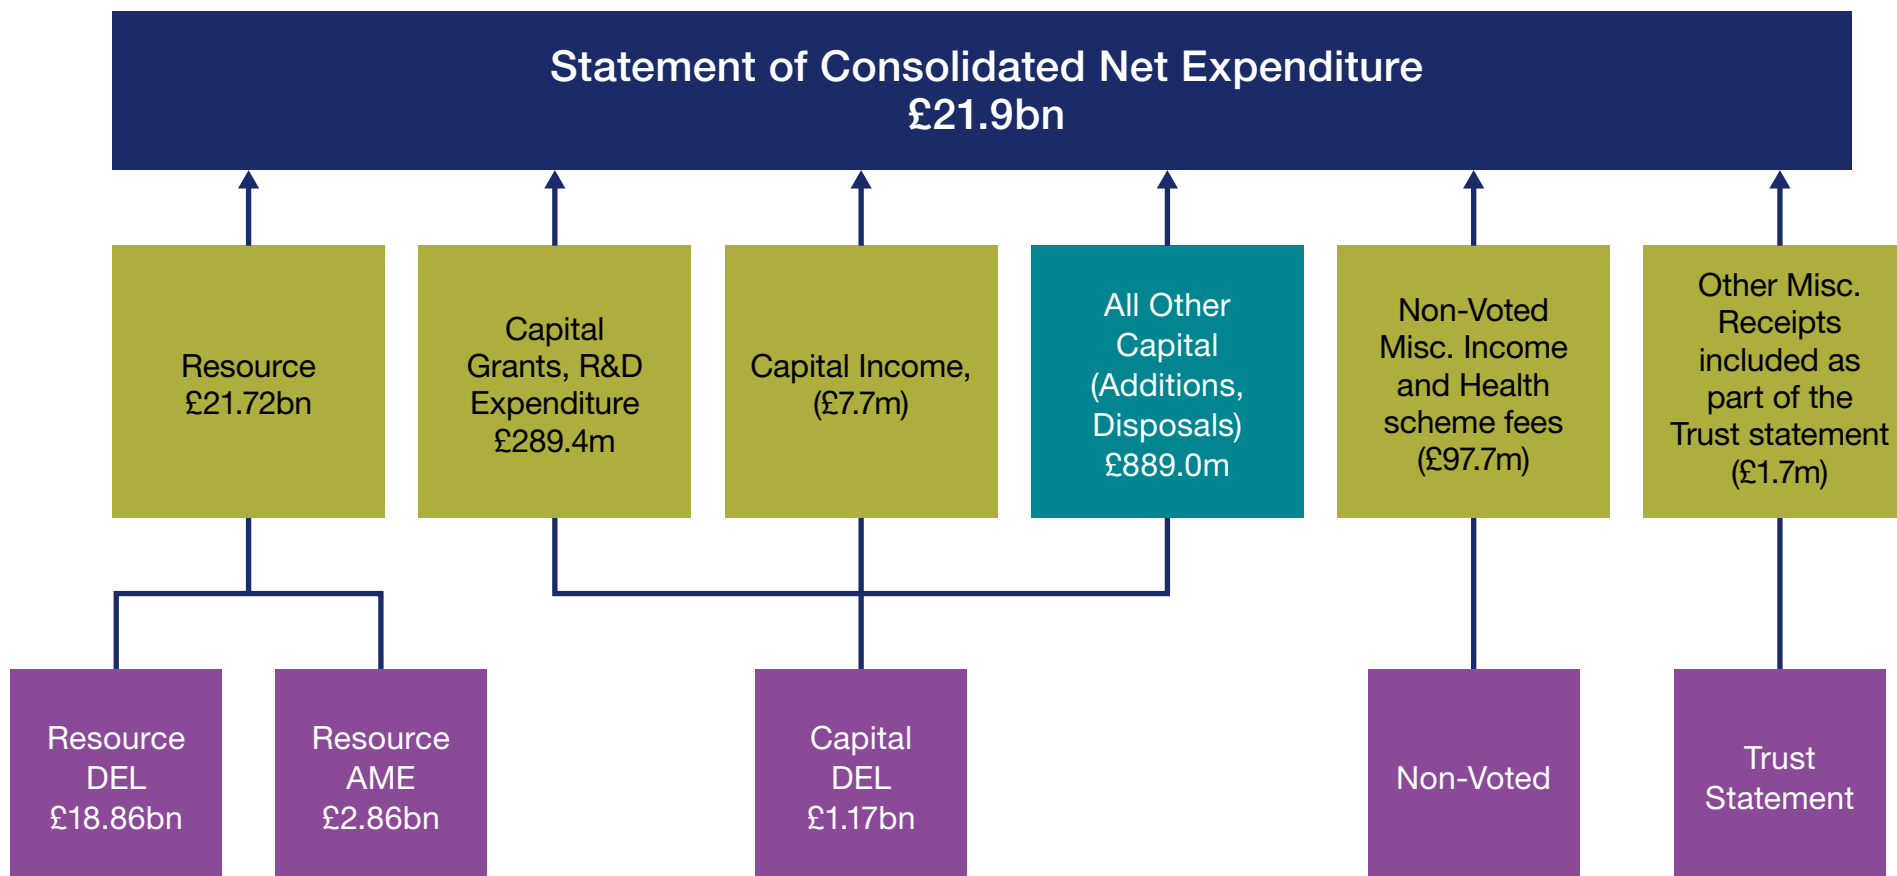 Statement of Consolidated Net Expenditure
£21.9bn
Resource
£21.72bn
Capital
Grants, R&D
Expenditure
£289.4m
Capital Income,
(£7.7m)
All Other
Capital
(Additions,
Disposals)
£889.0m
Non-Voted
Misc. Income
and Health
scheme fees
(£97.7m)
Other Misc.
Receipts
included as
part of the
Trust statement
(£1.7m)
Resource
DEL
£18.86bn
Resource
AME
£2.86bn
Capital
DEL
£1.17bn
Non-Voted
Trust
Statement